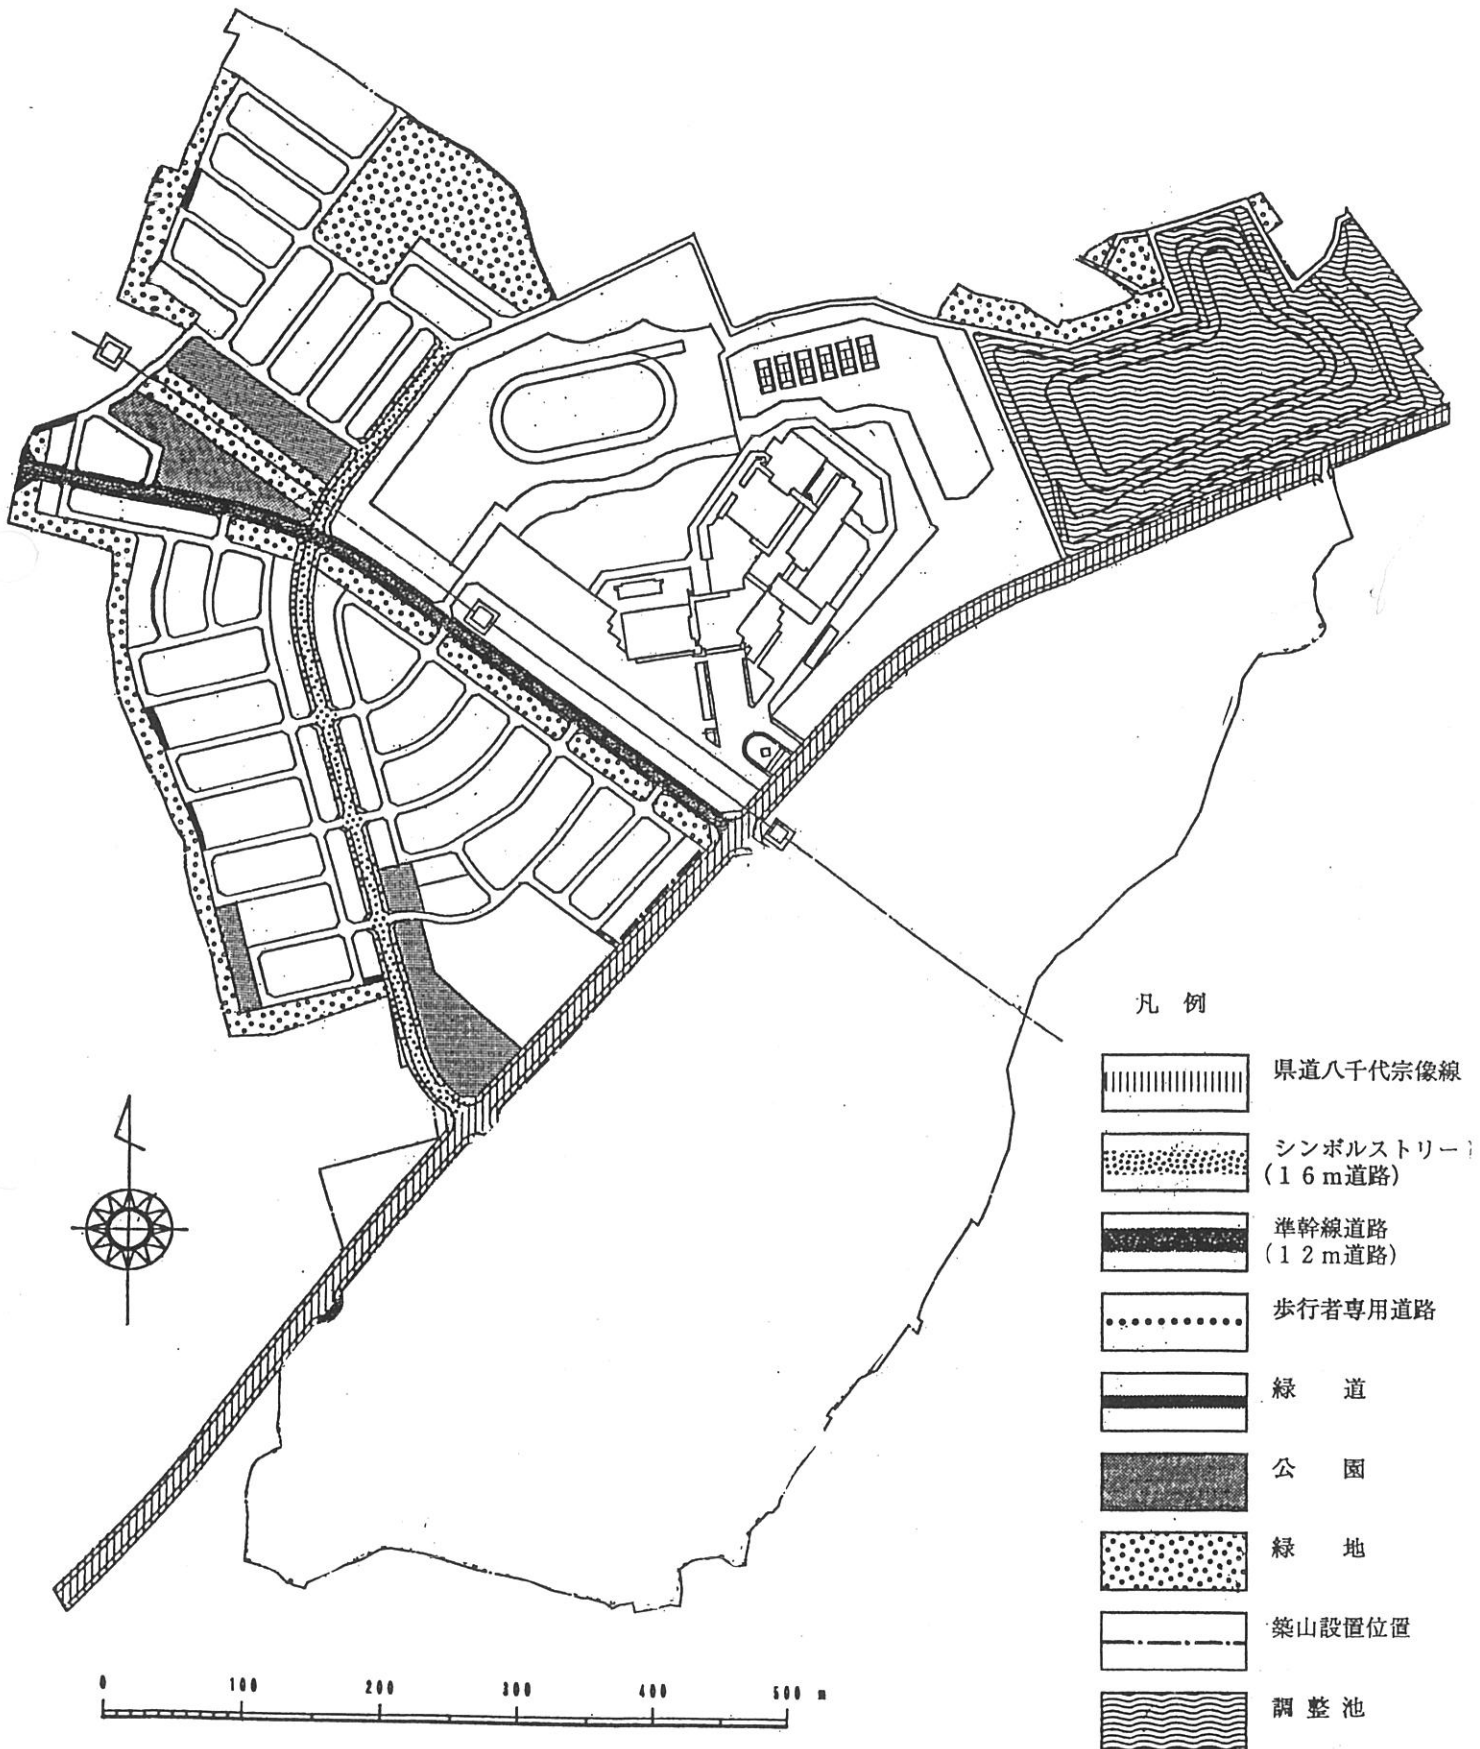 凡 例
県道八千代宗像線
シンボルストリー
(16m道路)
準幹線道路
(12m道路)
歩行者専用道路
緑 道
公 園
緑 地
築山設置位置
調 整 池
0 100 200 300 400 500 m